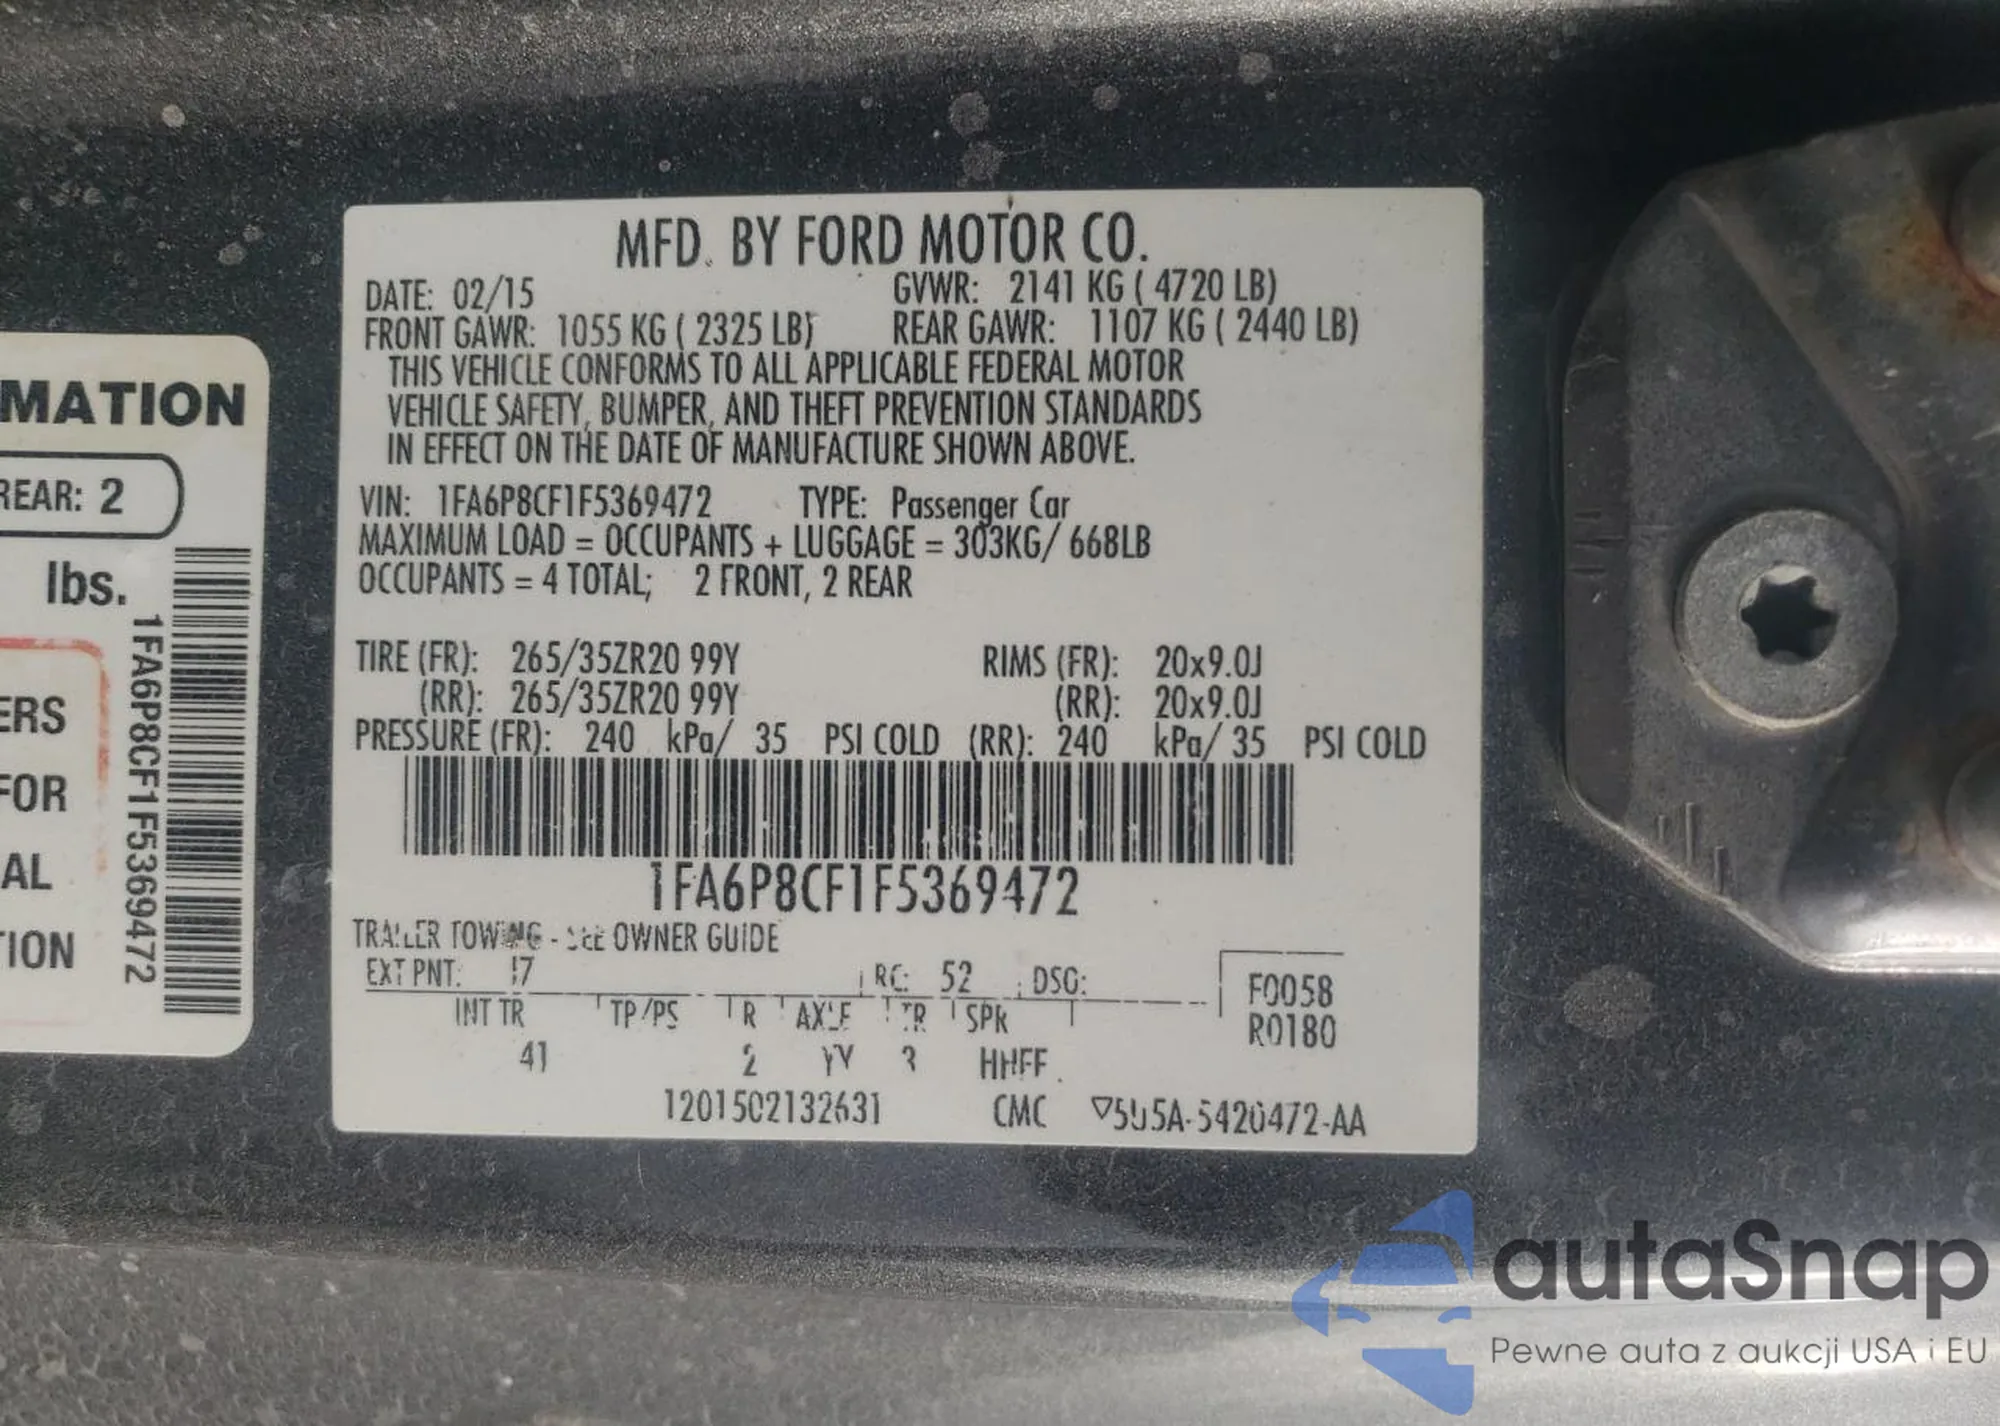 MATION
REAR: 2
lbs.
ERS
FOR
AL
TION
1FA6P8CF1F5369472
MFD. BY FORD MOTOR CO.
DATE: 02/15 GVWR: 2141 KG ( 4720 LB)
FRONT GAWR: 1055 KG ( 2325 LB) REAR GAWR: 1107 KG ( 2440 LB)
THIS VEHICLE CONFORMS TO ALL APPLICABLE FEDERAL MOTOR
VEHICLE SAFETY, BUMPER, AND THEFT PREVENTION STANDARDS
IN EFFECT ON THE DATE OF MANUFACTURE SHOWN ABOVE.
VIN: 1FA6P8CF1F5369472 TYPE: Passenger Car
MAXIMUM LOAD = OCCUPANTS + LUGGAGE = 303KG/ 668LB
OCCUPANTS = 4 TOTAL; 2 FRONT, 2 REAR
TIRE (FR): 265/35ZR20 99Y RIMS (FR): 20x9.0J
(RR): 265/35ZR20 99Y (RR): 20x9.0J
PRESSURE (FR): 240 kPa/ 35 PSI COLD (RR): 240 kPa/ 35 PSI COLD
1FA6P8CF1F5369472
TRAILER TOWING - SEE OWNER GUIDE
EXT PNT: RC: 52 DSO:
F0058
INT TR TP/PS R AXLE TR SPR
R0180
41 2 YY 3 HHFF
1201502132631 CMC
autaSnap
Pewne auta z aukcji USA i EU